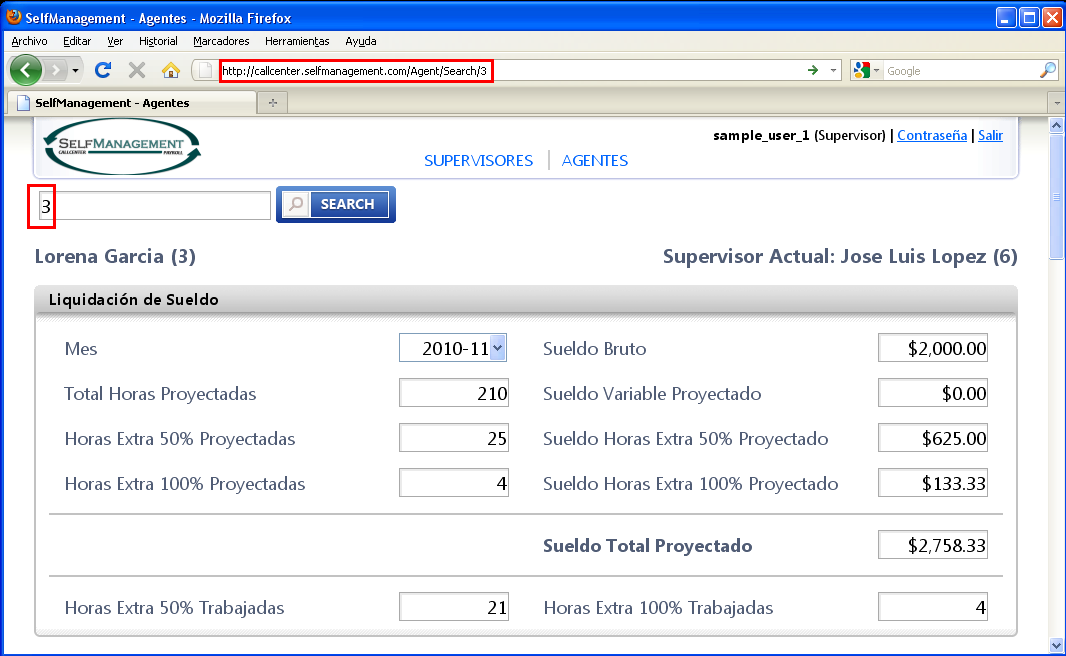 SelfManagement - Agentes - Mozilla Firefox
Archivo Editar Ver Historial Marcadores Herramientas Ayuda
http://callcenter.selfmanagement.com/Agent/Search/3
Google
SelfManagement - Agentes
SELFMANAGEMENT
CALLCENTER PAYROLL
sample_user_1 (Supervisor) | Contraseña | Salir
SUPERVISORES | AGENTES
3 SEARCH
Lorena Garcia (3) Supervisor Actual: Jose Luis Lopez (6)
Liquidación de Sueldo
Mes 2010-11 Sueldo Bruto $2,000.00
Total Horas Proyectadas 210 Sueldo Variable Proyectado $0.00
Horas Extra 50% Proyectadas 25 Sueldo Horas Extra 50% Proyectado $625.00
Horas Extra 100% Proyectadas 4 Sueldo Horas Extra 100% Proyectado $133.33
Sueldo Total Proyectado $2,758.33
Horas Extra 50% Trabajadas 21 Horas Extra 100% Trabajadas 4